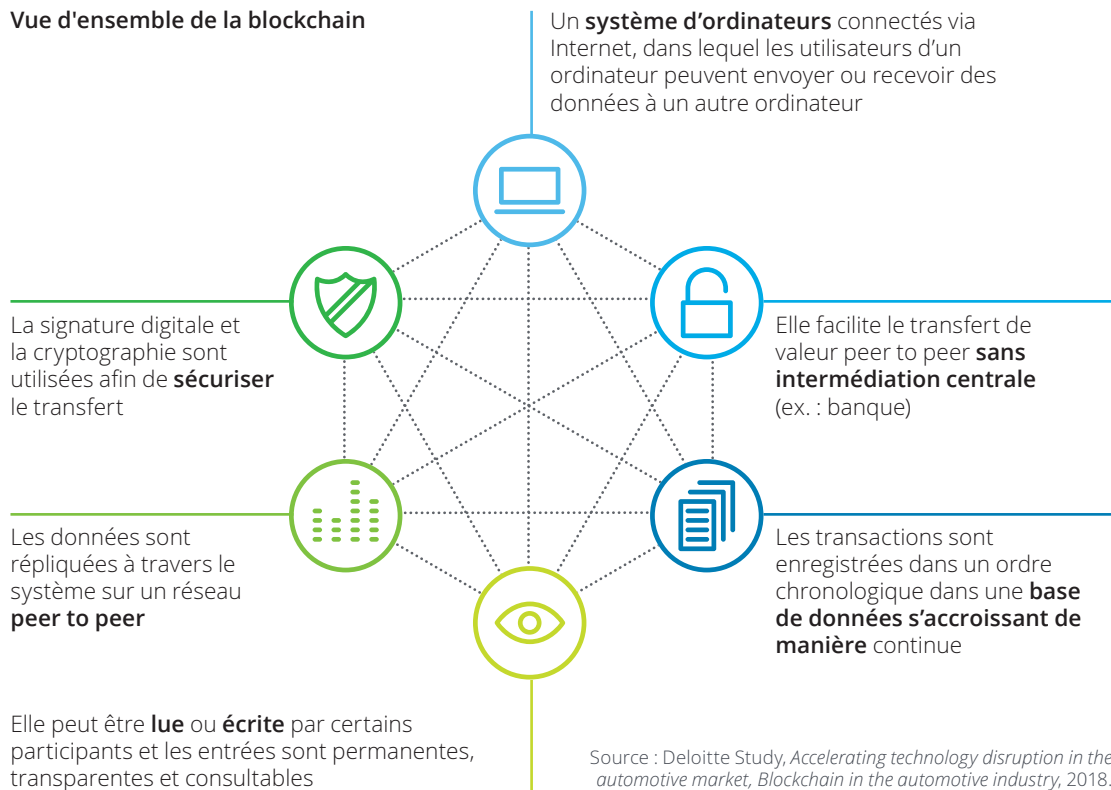 Vue d'ensemble de la blockchain
Un système d’ordinateurs connectés via
Internet, dans lequel les utilisateurs d’un
ordinateur peuvent envoyer ou recevoir des
données à un autre ordinateur
La signature digitale et
la cryptographie sont
utilisées afin de sécuriser
le transfert
Elle facilite le transfert de
valeur peer to peer sans
intermédiation centrale
(ex. : banque)
Les données sont
répliquées à travers le
système sur un réseau
peer to peer
Les transactions sont
enregistrées dans un ordre
chronologique dans une base
de données s’accroissant de
manière continue
Elle peut être lue ou écrite par certains
participants et les entrées sont permanentes,
transparentes et consultables
Source : Deloitte Study, Accelerating technology disruption in the
automotive market, Blockchain in the automotive industry, 2018.